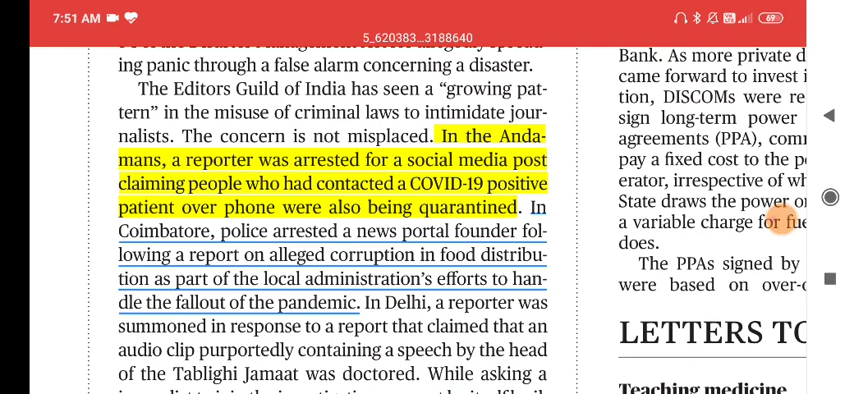 7:51 AM
69
5_620383...3188640
ing panic through a false alarm concerning a disaster.
The Editors Guild of India has seen a “growing pat-
tern” in the misuse of criminal laws to intimidate jour-
nalists. The concern is not misplaced. In the Anda-
mans, a reporter was arrested for a social media post
claiming people who had contacted a COVID-19 positive
patient over phone were also being quarantined. In
Coimbatore, police arrested a news portal founder fol-
lowing a report on alleged corruption in food distribu-
tion as part of the local administration’s efforts to han-
dle the fallout of the pandemic. In Delhi, a reporter was
summoned in response to a report that claimed that an
audio clip purportedly containing a speech by the head
of the Tablighi Jamaat was doctored. While asking a
Bank. As more private d
came forward to invest i
tion, DISCOMs were re
sign long-term power
agreements (PPA), com
pay a fixed cost to the p
erator, irrespective of wh
State draws the power o
a variable charge for fue
does.
The PPAs signed by
were based on over-
LETTERS TO
Teaching medicine